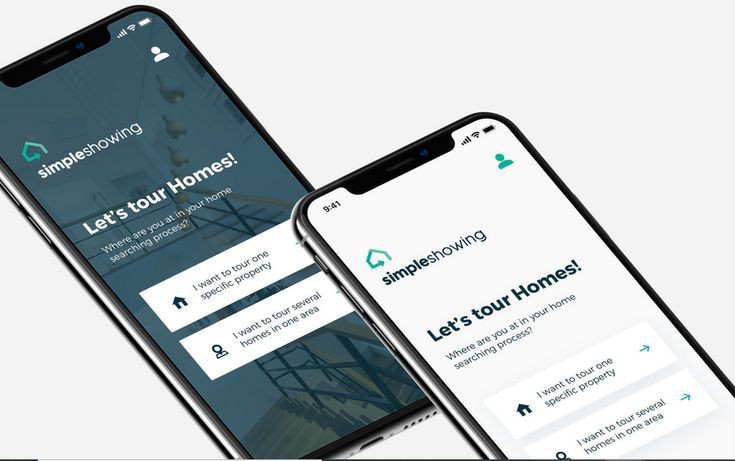 simpleshowing
Let's tour Homes!
Where are you at in your home
searching process?
I want to tour one
specific property
I want to tour several
homes in one area
9:41
simpleshowing
Let's tour Homes!
Where are you at in your home
searching process?
I want to tour one
specific property
I want to tour several
homes in one area